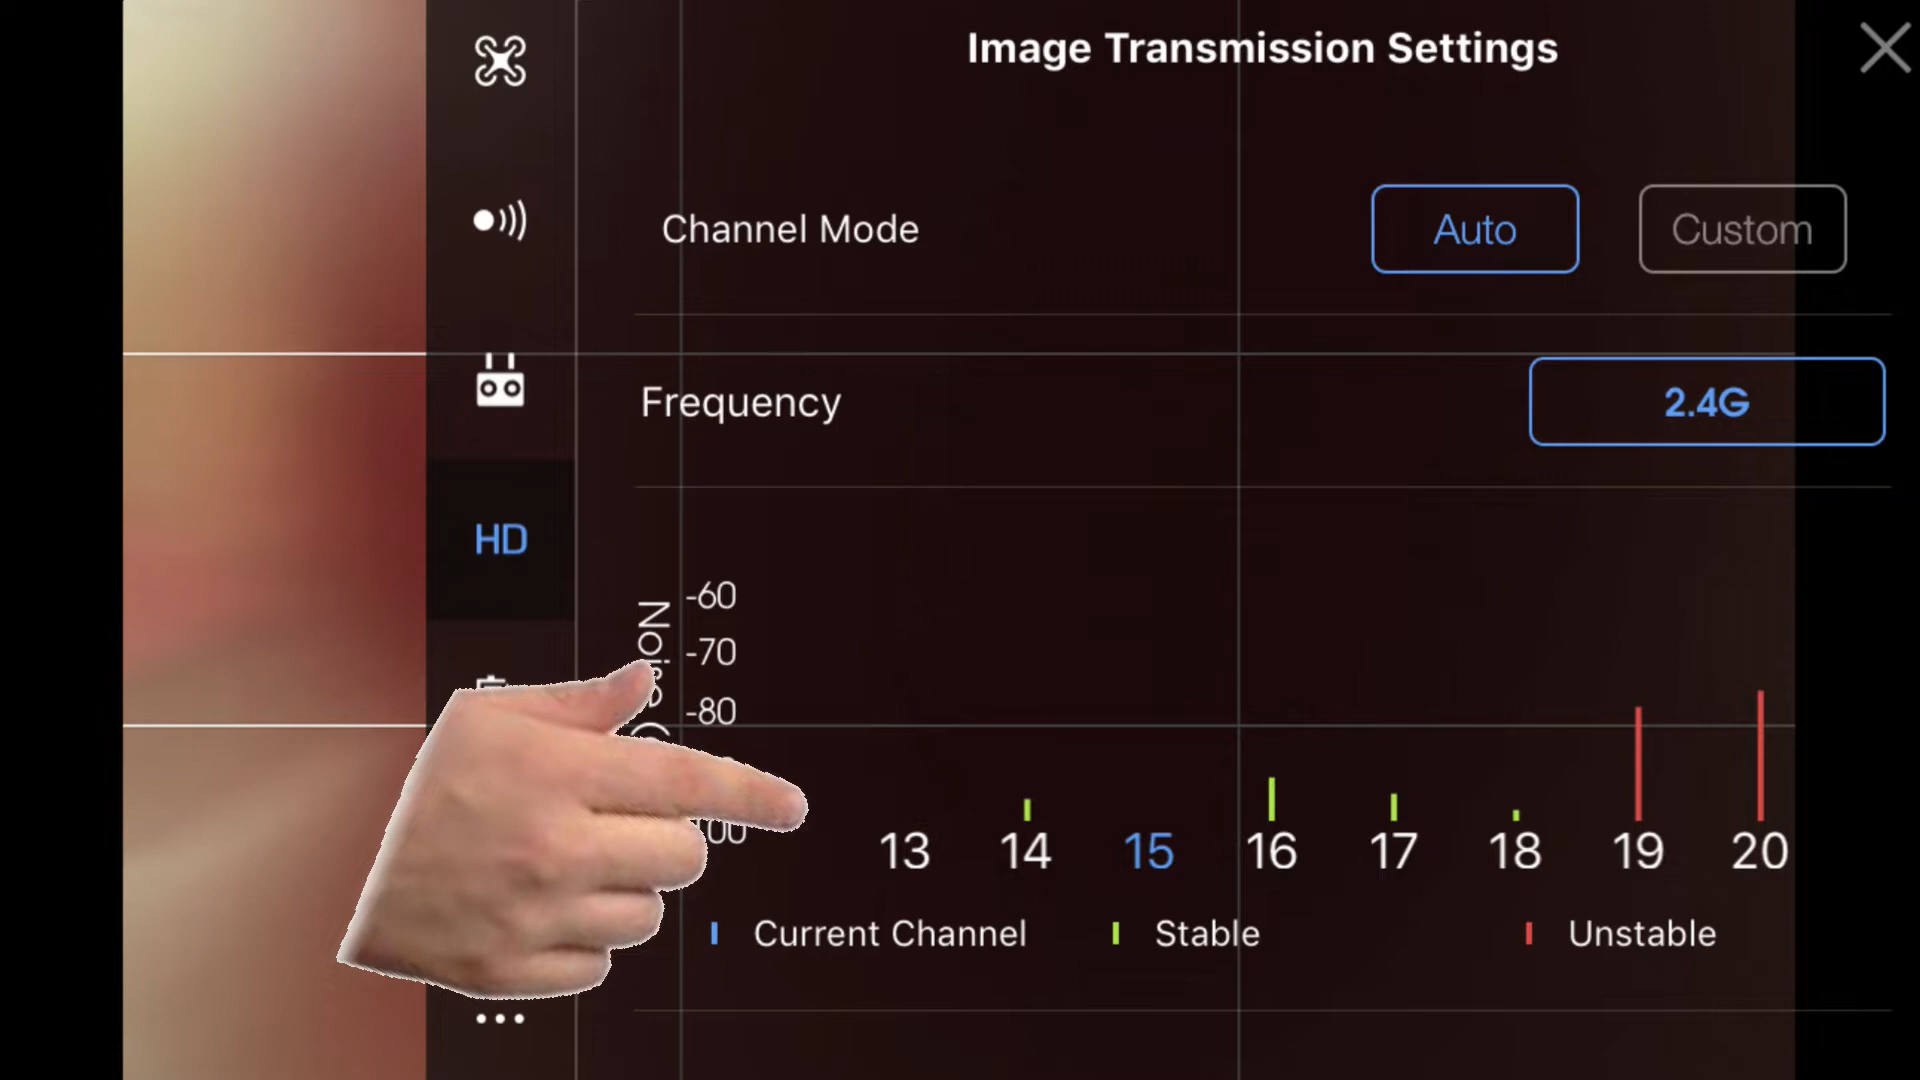 Image Transmission Settings
Channel Mode
Auto
Custom
Frequency
2.4G
HD
-60
-70
-80
13 14 15 16 17 18 19 20
Current Channel
Stable
Unstable